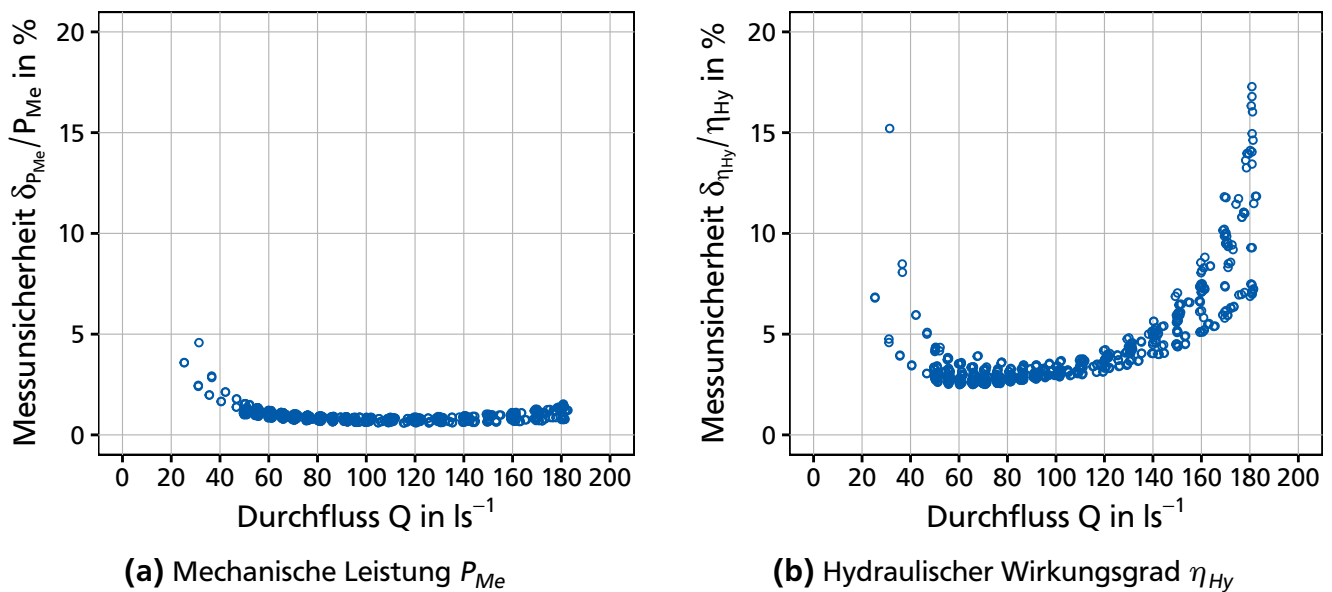 Messunsicherheit δ_{P_{Me}}/P_{Me} in %
20
15
10
5
0
0 20 40 60 80 100 120 140 160 180 200
Durchfluss Q in ls⁻¹
(a) Mechanische Leistung P_{Me}
Messunsicherheit δ_{η_{Hy}}/η_{Hy} in %
20
15
10
5
0
0 20 40 60 80 100 120 140 160 180 200
Durchfluss Q in ls⁻¹
(b) Hydraulischer Wirkungsgrad η_{Hy}